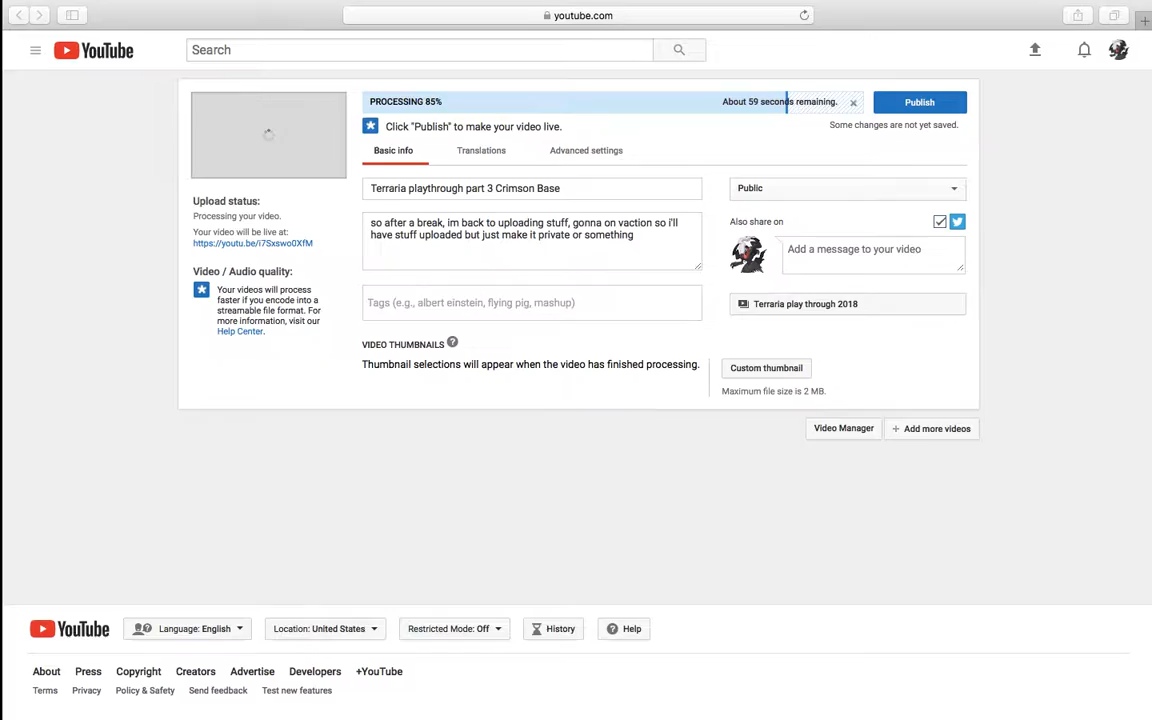 youtube.com
YouTube
Search
PROCESSING 85%
About 59 seconds remaining.
Publish
Click "Publish" to make your video live.
Some changes are not yet saved.
Basic info
Translations
Advanced settings
Terraria playthrough part 3 Crimson Base
Public
Upload status:
Processing your video.
Your video will be live at:
https://youtu.be/i7Sxswo0XfM
so after a break, im back to uploading stuff, gonna on vaction so i'll
have stuff uploaded but just make it private or something
Also share on
Add a message to your video
Video / Audio quality:
Your videos will process
faster if you encode into a
streamable file format. For
more information, visit our
Help Center.
Tags (e.g., albert einstein, flying pig, mashup)
Terraria play through 2018
VIDEO THUMBNAILS ?
Thumbnail selections will appear when the video has finished processing.
Custom thumbnail
Maximum file size is 2 MB.
Video Manager
+ Add more videos
YouTube
Language: English
Location: United States
Restricted Mode: Off
History
Help
About
Press
Copyright
Creators
Advertise
Developers
+YouTube
Terms
Privacy
Policy & Safety
Send feedback
Test new features